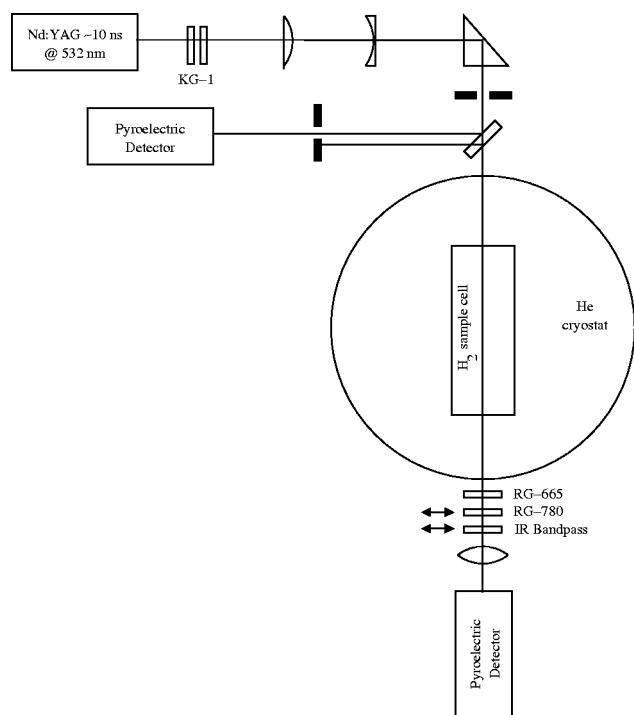 Nd:YAG ~10 ns
@ 532 nm
KG–1
Pyroelectric
Detector
H2 sample cell
He
cryostat
RG–665
RG–780
IR Bandpass
Pyroelectric
Detector